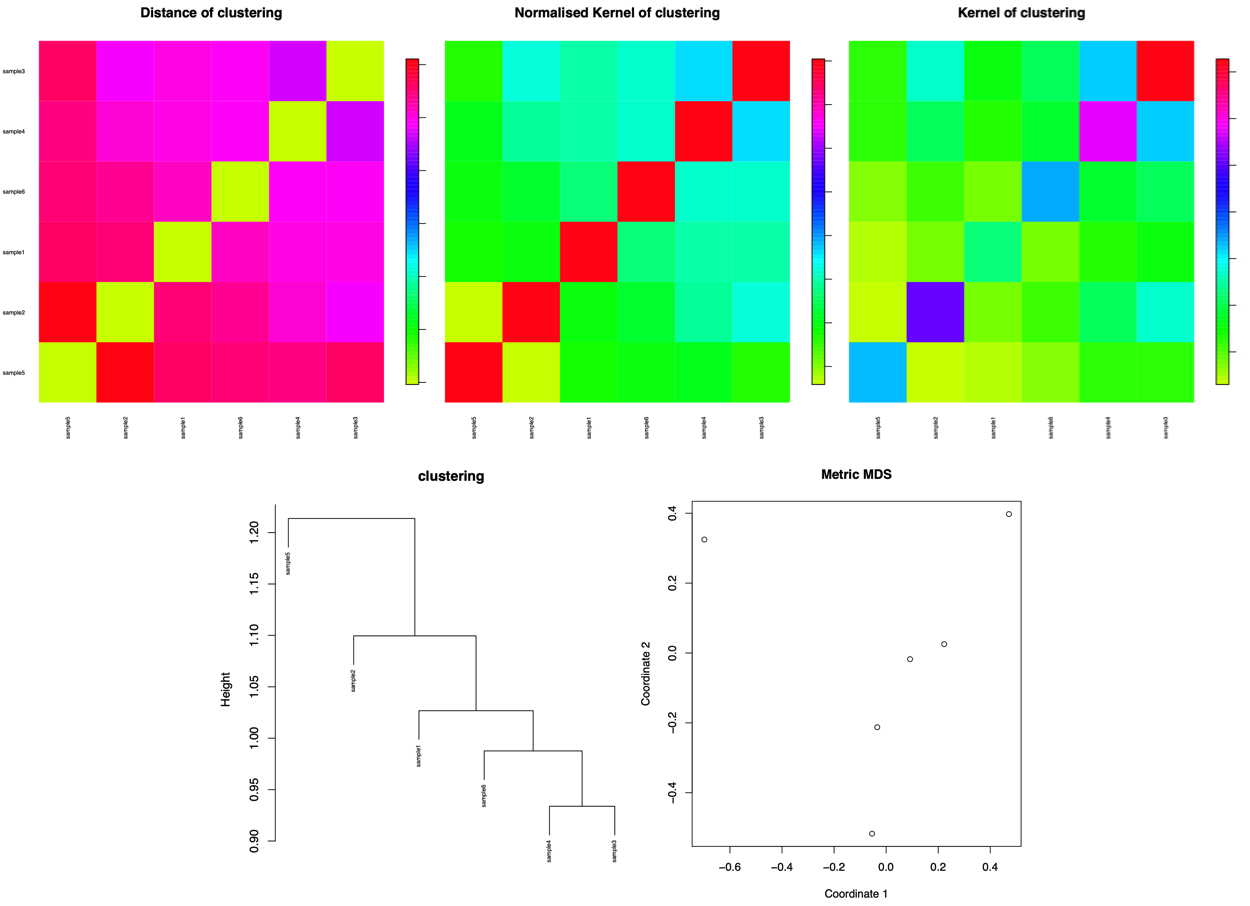 Distance of clustering
Normalised Kernel of clustering
Kernel of clustering
sample3
sample4
sample6
sample1
sample2
sample5
sample5
sample2
sample1
sample6
sample4
sample3
sample5
sample2
sample1
sample6
sample4
sample3
sample5
sample2
sample1
sample6
sample4
sample3
clustering
Height
1.20
1.15
1.10
1.05
1.00
0.95
0.90
sample5
sample2
sample1
sample6
sample4
sample3
Metric MDS
Coordinate 2
0.4
0.2
0.0
−0.2
−0.4
−0.6
−0.4
−0.2
0.0
0.2
0.4
Coordinate 1